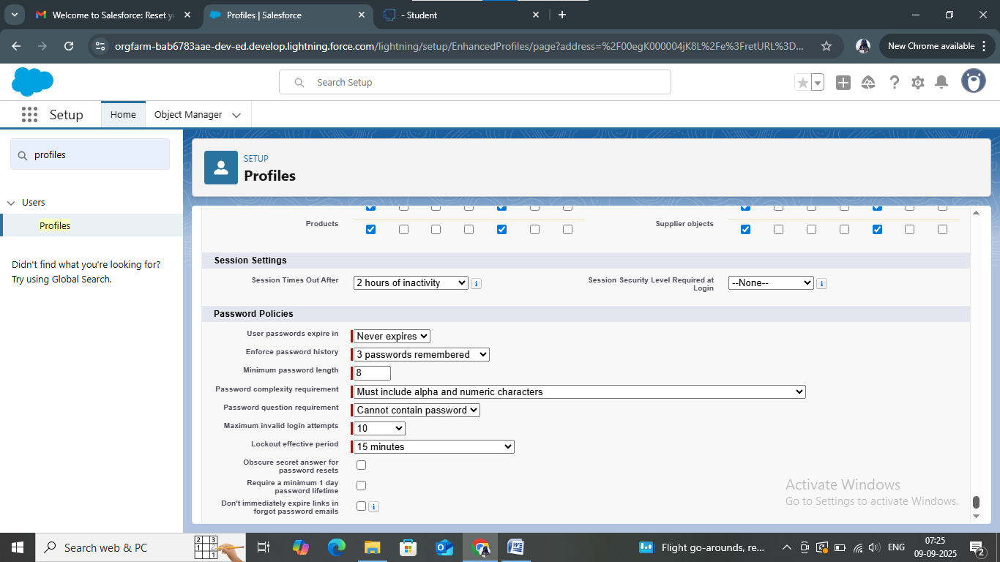 Welcome to Salesforce: Reset yo
Profiles | Salesforce
- Student
orgfarm-bab6783aae-dev-ed.develop.lightning.force.com/lightning/setup/EnhancedProfiles/page?address=%2F00egK000004jK8L%2Fe%3FretURL%3D...
New Chrome available
Search Setup
Setup
Home
Object Manager
profiles
Users
Profiles
Didn't find what you're looking for?
Try using Global Search.
SETUP
Profiles
Products
Supplier objects
Session Settings
Session Times Out After
2 hours of inactivity
Session Security Level Required at
Login
--None--
Password Policies
User passwords expire in
Never expires
Enforce password history
3 passwords remembered
Minimum password length
8
Password complexity requirement
Must include alpha and numeric characters
Password question requirement
Cannot contain password
Maximum invalid login attempts
10
Lockout effective period
15 minutes
Obscure secret answer for
password resets
Require a minimum 1 day
password lifetime
Don't immediately expire links in
forgot password emails
Activate Windows
Go to Settings to activate Windows.
Search web & PC
Flight go-arounds, re...
ENG
07:25
09-09-2025
2